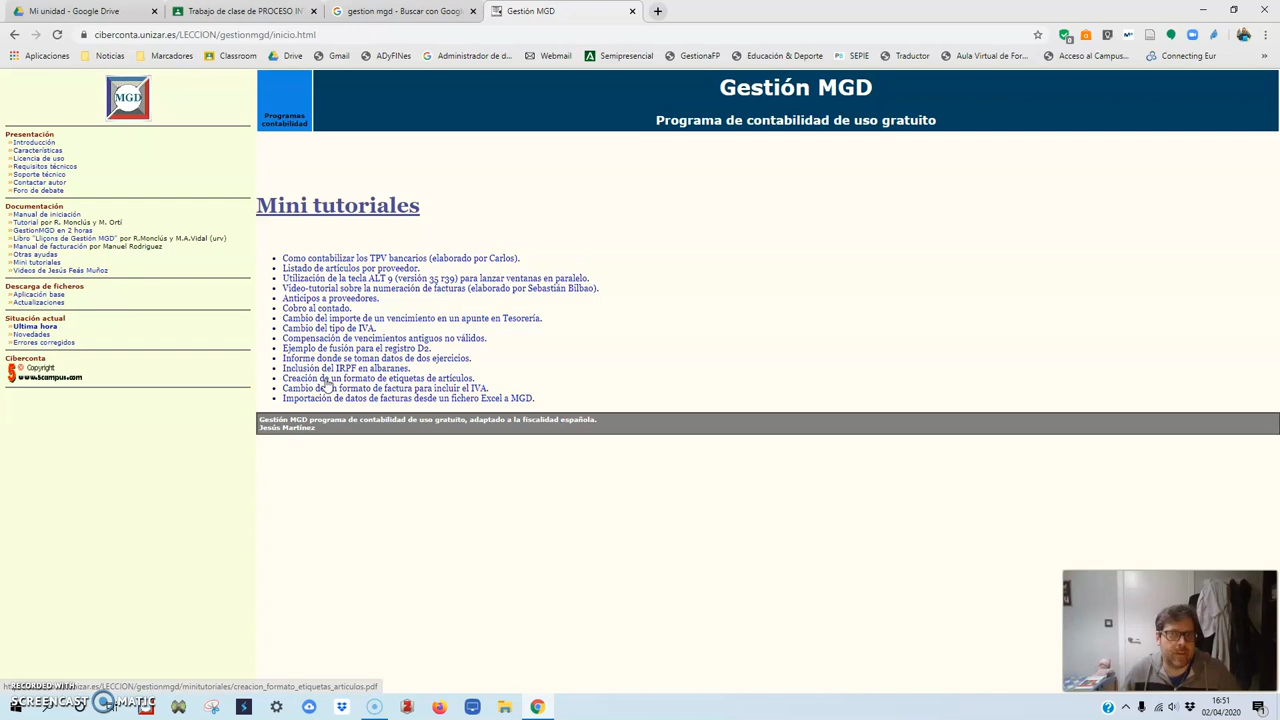 Mi unidad - Google Drive
Trabajo de clase de PROCESO IN
gestion mgd - Buscar con Google
Gestión MGD
ciberconta.unizar.es/LECCION/gestionmgd/inicio.html
Aplicaciones
Noticia
Marcadores
Classroom
Drive
Gmail
ADyFINes
Administrador de d...
Webmail
Semipresencial
GestionaFP
Educación & Deporte
SEPIE
Traductor
Aula Virtual de For...
Acceso al Campus...
Connecting Eur
MGD
Presentación
Introducción
Características
Licencia de uso
Requisitos técnicos
Soporte técnico
Contactar autor
Foro de debate
Documentación
Manual de iniciación
Tutorial por R. Monclús y M. Ortí
GestionMGD en 2 horas
Libro "Lliçons de Gestión MGD" por R.Monclús y M.A.Vidal (urv)
Manual de facturación por Manuel Rodríguez
Otras ayudas
Mini tutoriales
Videos de Jesús Feás Muñoz
Descarga de ficheros
Aplicación base
Actualizaciones
Situación actual
Ultima hora
Novedades
Errores corregidos
Ciberconta
© Copyright
www.5campus.com
Programas
contabilidad
Gestión MGD
Programa de contabilidad de uso gratuito
Mini tutoriales
Como contabilizar los TPV bancarios (elaborado por Carlos).
Listado de artículos por proveedor.
Utilización de la tecla ALT 9 (versión 35 r39) para lanzar ventanas en paralelo.
Video-tutorial sobre la numeración de facturas (elaborado por Sebastián Bilbao).
Anticipos a proveedores.
Cobro al contado.
Cambio del importe de un vencimiento en un apunte en Tesorería.
Cambio del tipo de IVA.
Compensación de vencimientos antiguos no válidos.
Ejemplo de fusión para el registro D2.
Informe donde se toman datos de dos ejercicios.
Inclusión del IRPF en albaranes.
Creación de un formato de etiquetas de artículos.
Cambio de un formato de factura para incluir el IVA.
Importación de datos de facturas desde un fichero Excel a MGD.
Gestión MGD programa de contabilidad de uso gratuito, adaptado a la fiscalidad española.
Jesús Martínez
izar.es/LECCION/gestionmgd/minitutoriales/creacion_formato_etiquetas_articulos.pdf
RECORDED WITH
SCREENCAST MATIC
16:51
02/04/2020